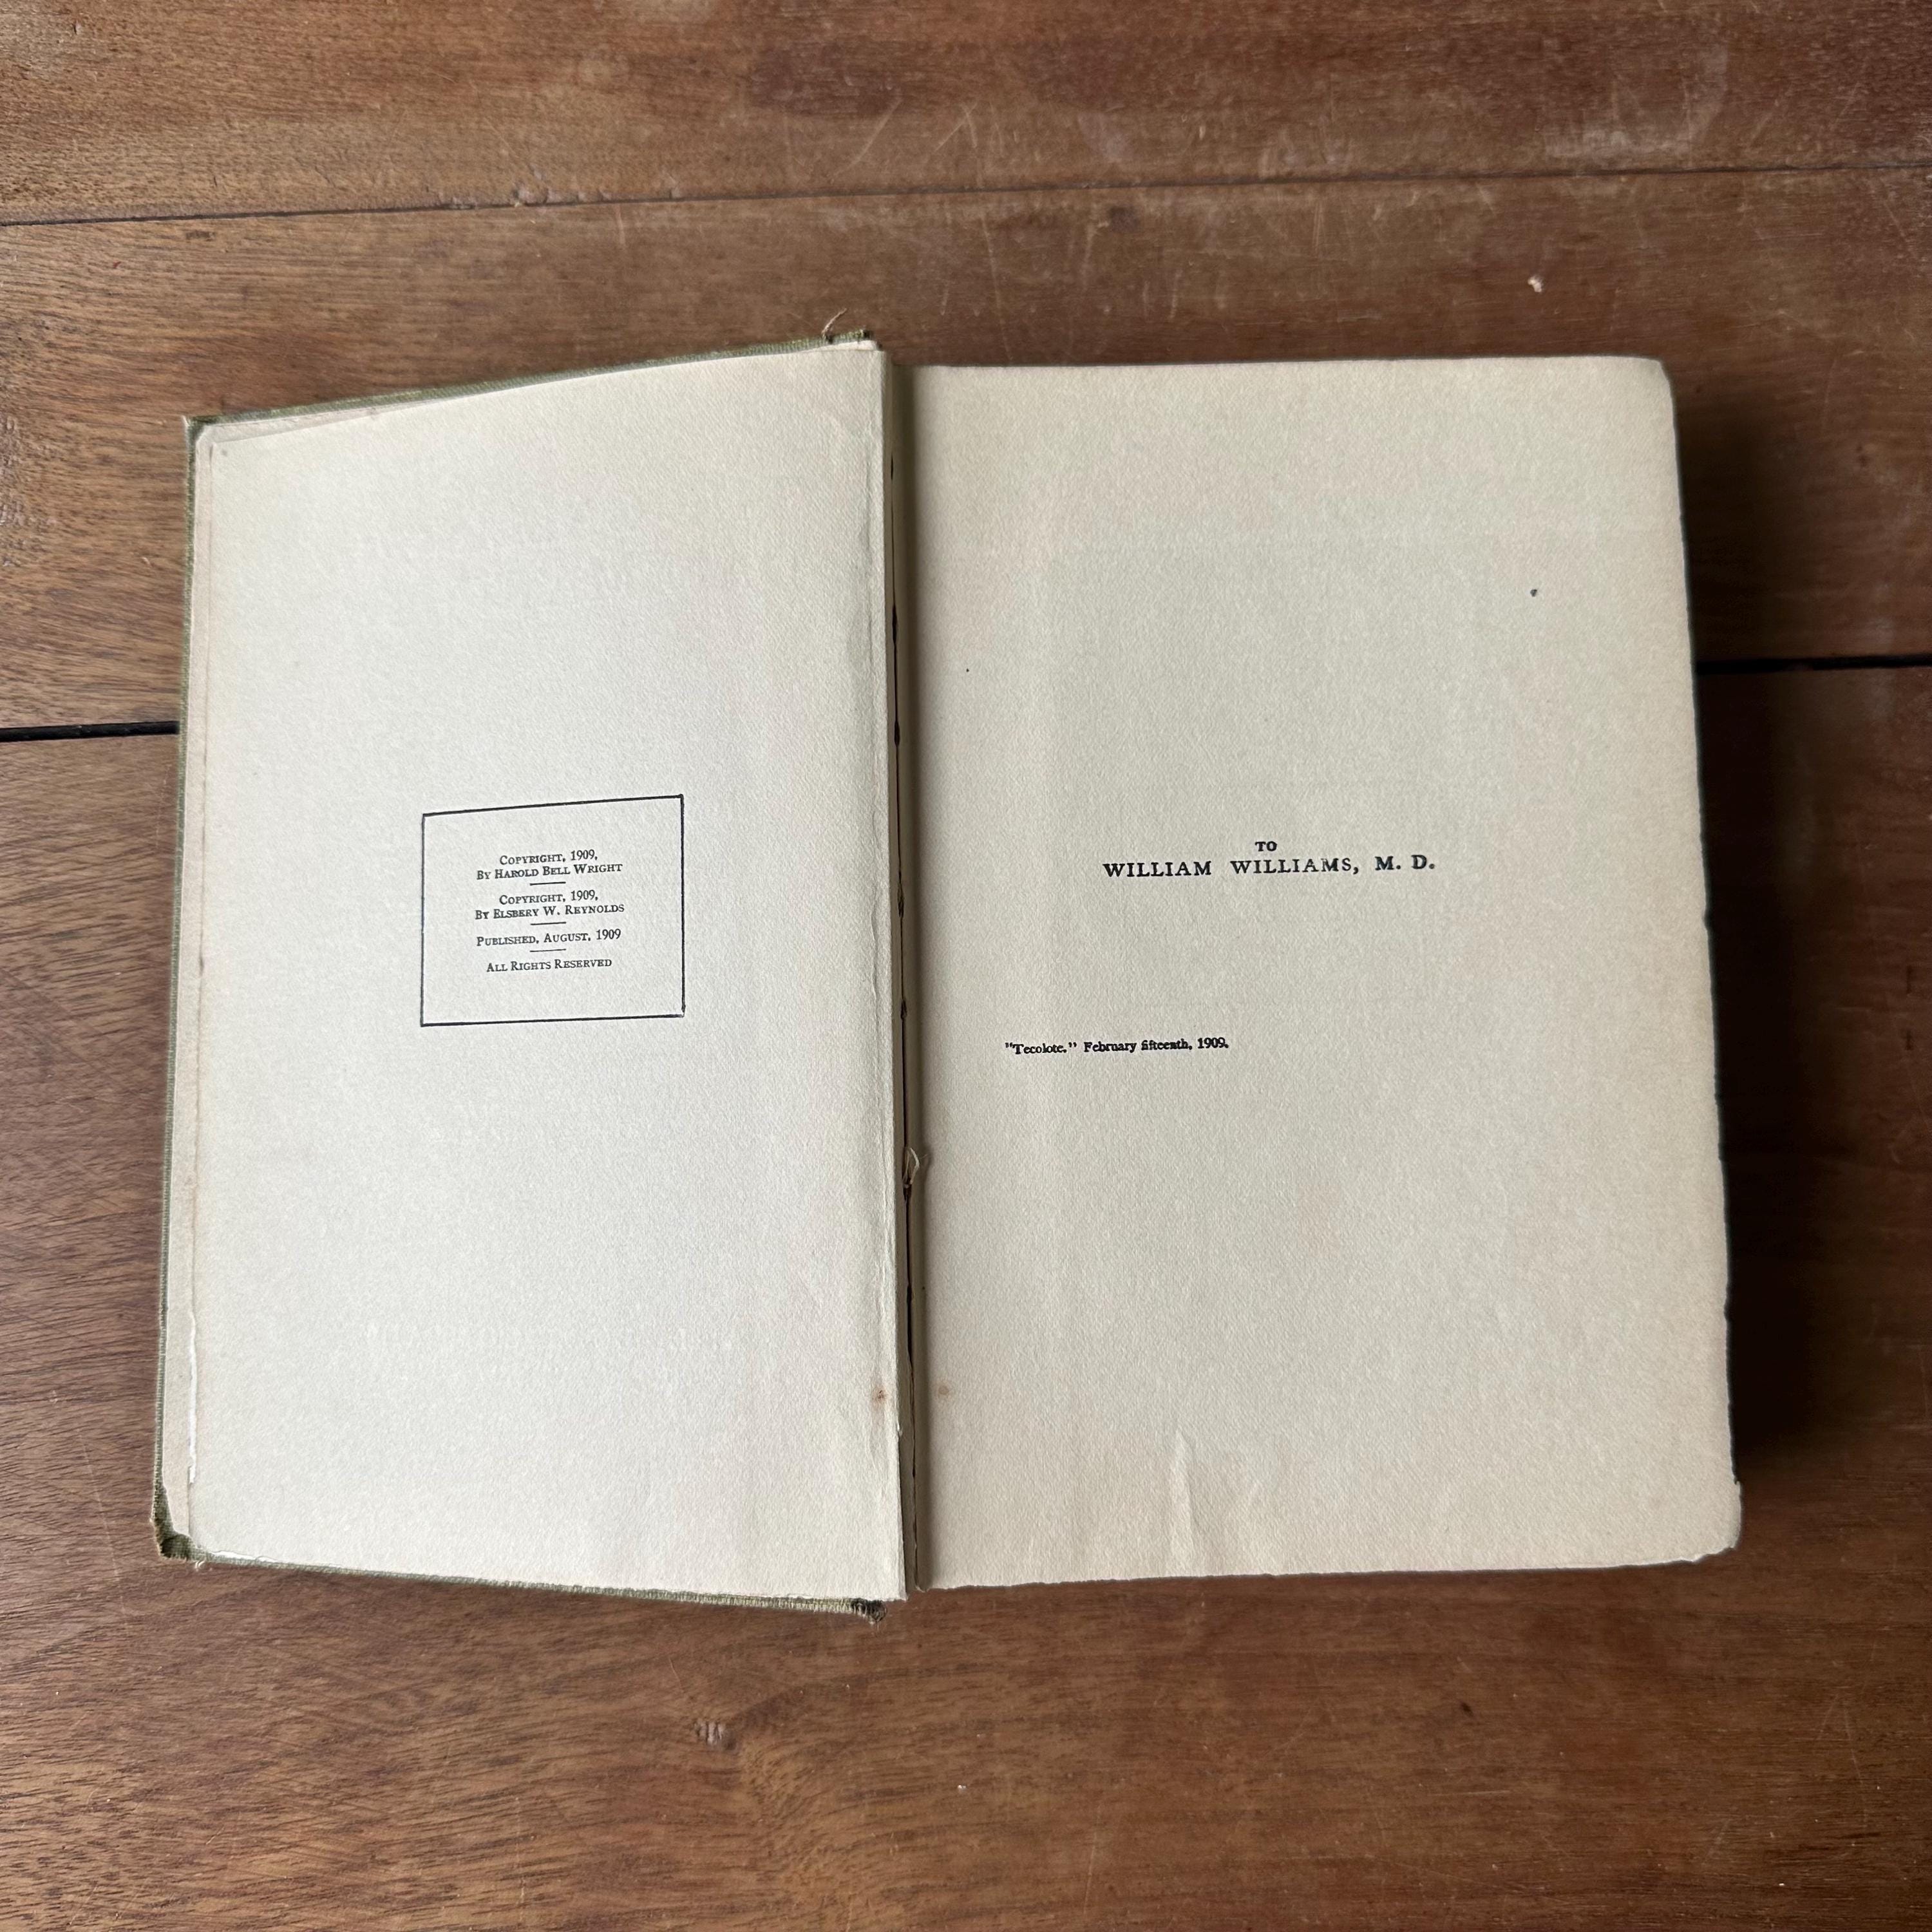 COPYRIGHT, 1909,
BY HAROLD BELL WRIGHT
COPYRIGHT, 1909,
BY ELSBERY W. REYNOLDS
PUBLISHED, AUGUST, 1909
ALL RIGHTS RESERVED
TO
WILLIAM WILLIAMS, M. D.
"Tecolote." February fifteenth, 1909.